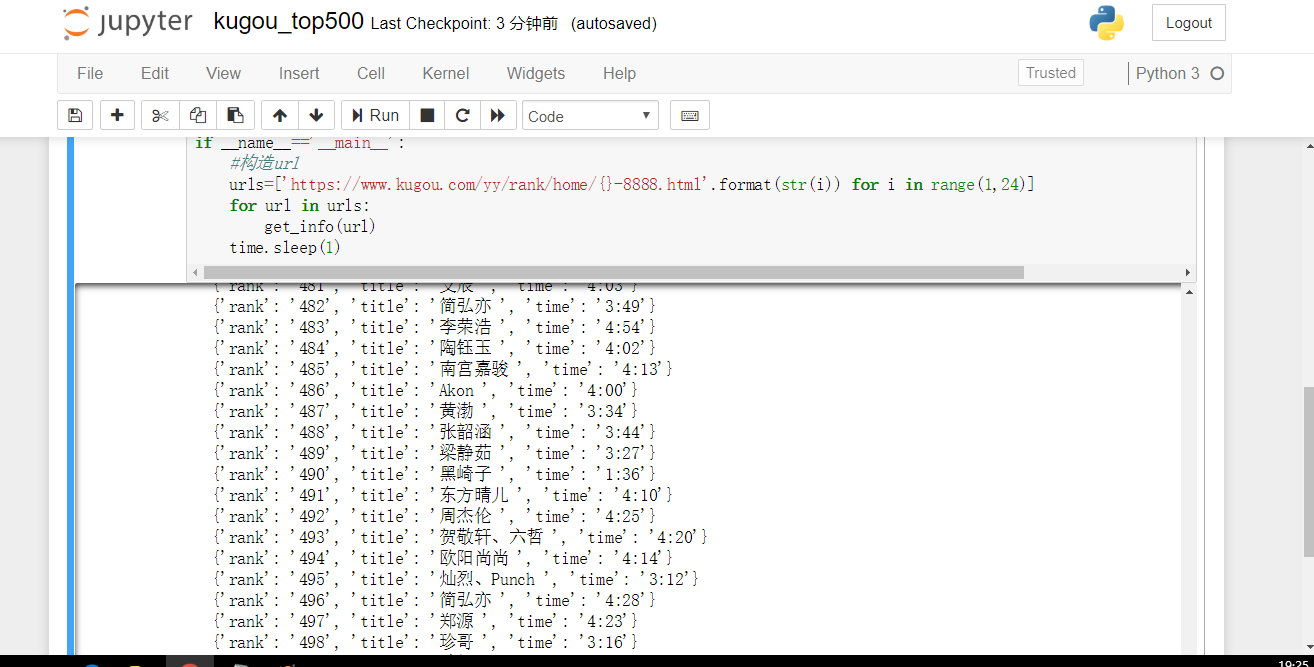 jupyter kugou_top500 Last Checkpoint: 3 分钟前 (autosaved) Logout
File Edit View Insert Cell Kernel Widgets Help Trusted Python 3
Run Code
if __name__=='__main__':
#构造url
urls=['https://www.kugou.com/yy/rank/home/{}-8888.html'.format(str(i)) for i in range(1,24)]
for url in urls:
get_info(url)
time.sleep(1)
{'rank': '481', 'title': '艾辰 ', 'time': '4:03'}
{'rank': '482', 'title': '简弘亦 ', 'time': '3:49'}
{'rank': '483', 'title': '李荣浩 ', 'time': '4:54'}
{'rank': '484', 'title': '陶钰玉 ', 'time': '4:02'}
{'rank': '485', 'title': '南宫嘉骏 ', 'time': '4:13'}
{'rank': '486', 'title': 'Akon ', 'time': '4:00'}
{'rank': '487', 'title': '黄渤 ', 'time': '3:34'}
{'rank': '488', 'title': '张韶涵 ', 'time': '3:44'}
{'rank': '489', 'title': '梁静茹 ', 'time': '3:27'}
{'rank': '490', 'title': '黑崎子 ', 'time': '1:36'}
{'rank': '491', 'title': '东方晴儿 ', 'time': '4:10'}
{'rank': '492', 'title': '周杰伦 ', 'time': '4:25'}
{'rank': '493', 'title': '贺敬轩、六哲 ', 'time': '4:20'}
{'rank': '494', 'title': '欧阳尚尚 ', 'time': '4:14'}
{'rank': '495', 'title': '灿烈、Punch ', 'time': '3:12'}
{'rank': '496', 'title': '简弘亦 ', 'time': '4:28'}
{'rank': '497', 'title': '郑源 ', 'time': '4:23'}
{'rank': '498', 'title': '珍哥 ', 'time': '3:16'}
19:25